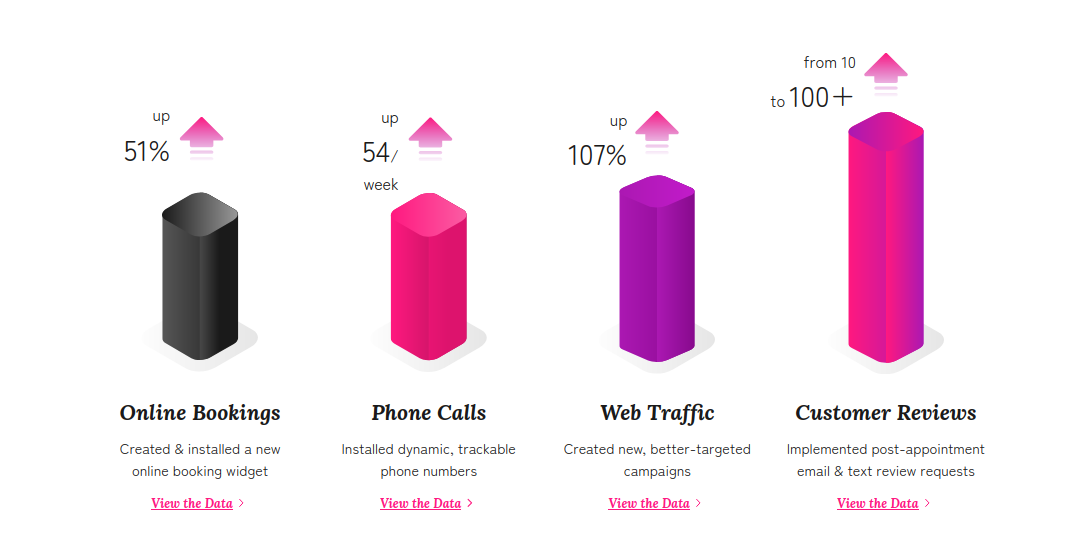 up
51%
Online Bookings
Created & installed a new
online booking widget
View the Data >
up
54/
week
Phone Calls
Installed dynamic, trackable
phone numbers
View the Data >
up
107%
Web Traffic
Created new, better-targeted
campaigns
View the Data >
from 10
to 100+
Customer Reviews
Implemented post-appointment
email & text review requests
View the Data >